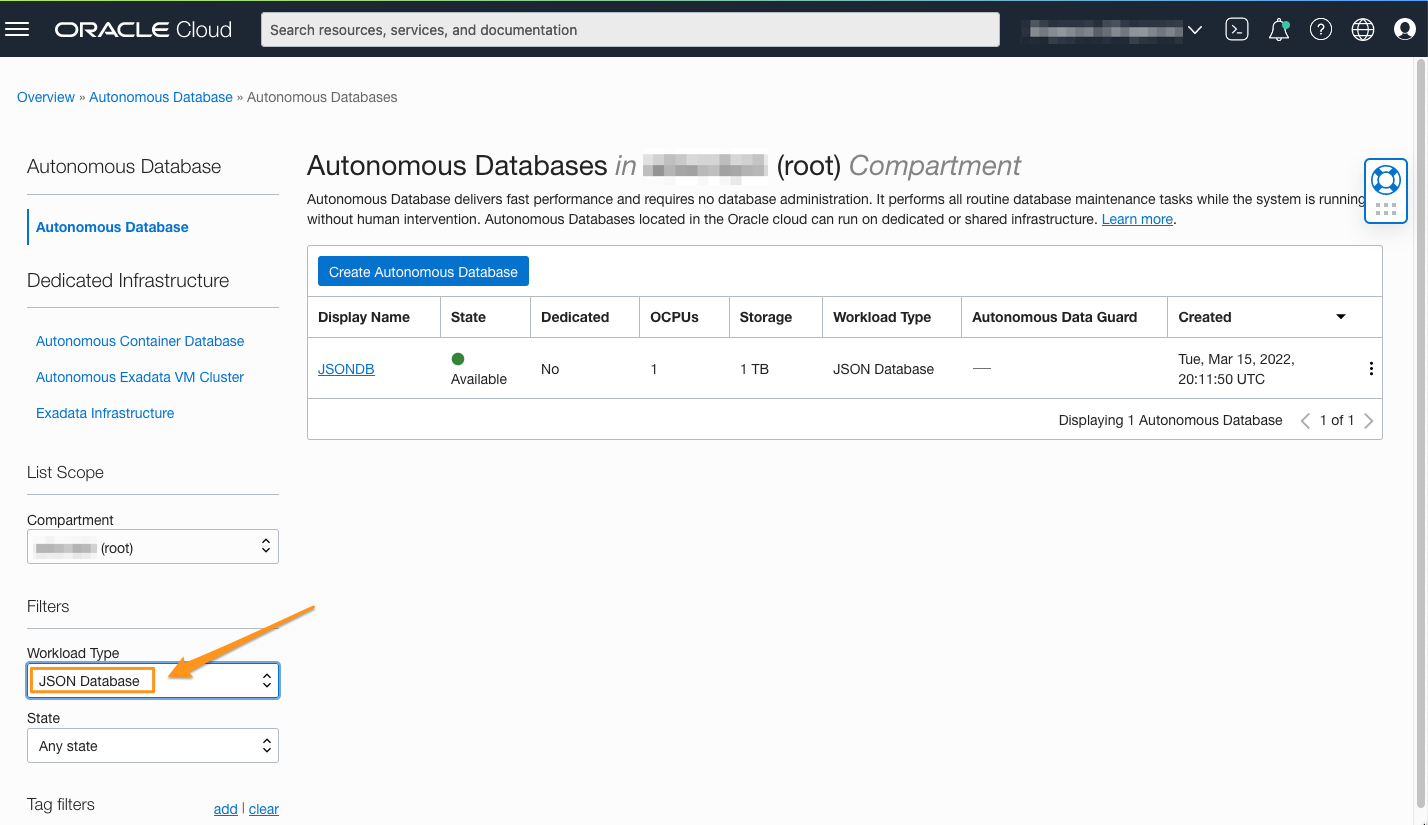 ORACLE Cloud
Search resources, services, and documentation
Overview » Autonomous Database » Autonomous Databases
Autonomous Database
Autonomous Database
Dedicated Infrastructure
Autonomous Container Database
Autonomous Exadata VM Cluster
Exadata Infrastructure
List Scope
Compartment
(root)
Filters
Workload Type
JSON Database
State
Any state
Tag filters
add | clear
Autonomous Databases in (root) Compartment
Autonomous Database delivers fast performance and requires no database administration. It performs all routine database maintenance tasks while the system is running,
without human intervention. Autonomous Databases located in the Oracle cloud can run on dedicated or shared infrastructure. Learn more.
Create Autonomous Database
Display Name State Dedicated OCPUs Storage Workload Type Autonomous Data Guard Created
JSONDB Available No 1 1 TB JSON Database — Tue, Mar 15, 2022,
20:11:50 UTC
Displaying 1 Autonomous Database 1 of 1